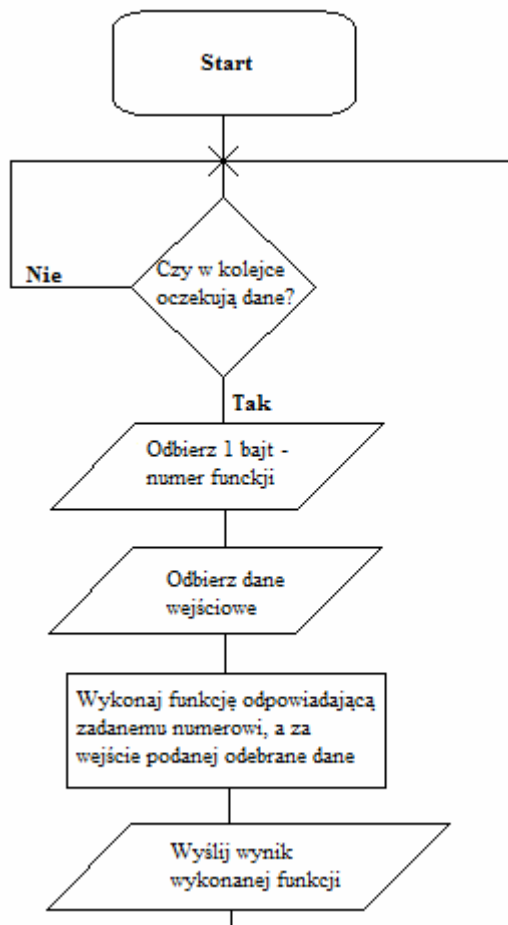 Start
Czy w kolejce
oczekują dane?
Nie
Tak
Odbierz 1 bajt -
numer funckji
Odbierz dane
wejściowe
Wykonaj funkcję odpowiadającą
zadanemu numerowi, a za
wejście podanej odebrane dane
Wyślij wynik
wykonanej funkcji